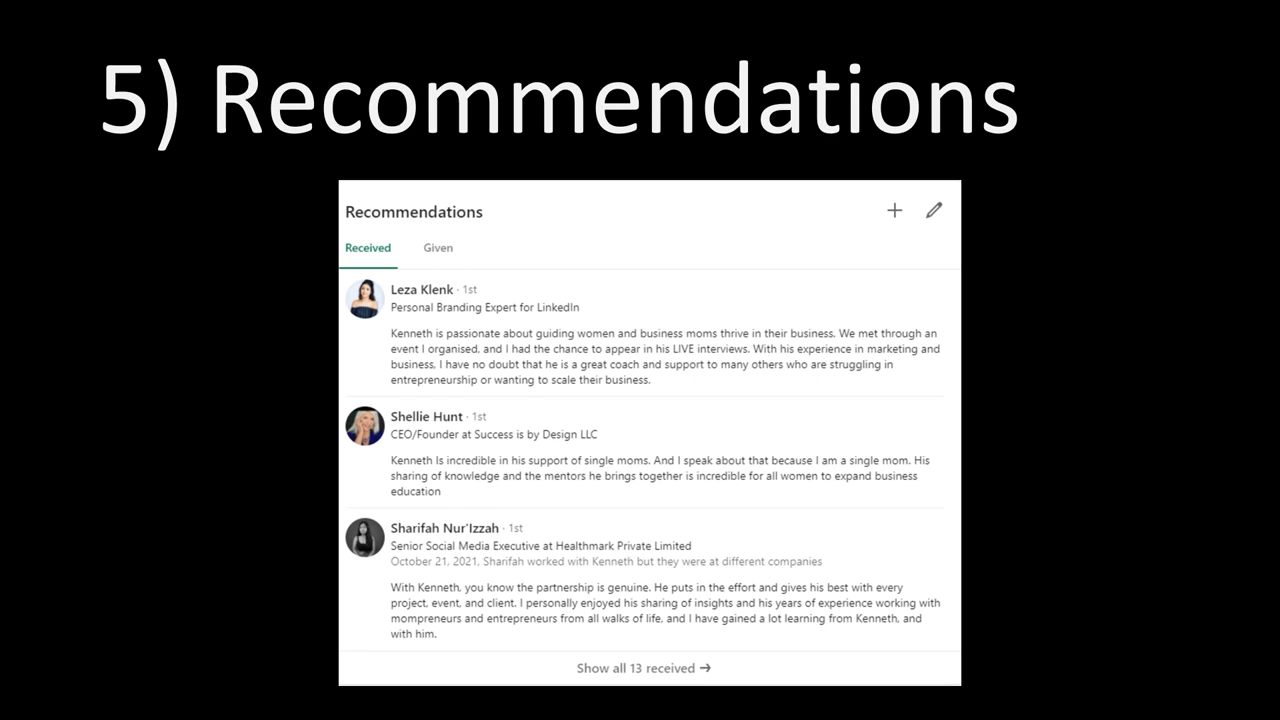 5) Recommendations
Recommendations
Received Given
Leza Klenk · 1st
Personal Branding Expert for LinkedIn
Kenneth is passionate about guiding women and business moms thrive in their business. We met through an
event I organised, and I had the chance to appear in his LIVE interviews. With his experience in marketing and
business, I have no doubt that he is a great coach and support to many others who are struggling in
entrepreneurship or wanting to scale their business.
Shellie Hunt · 1st
CEO/Founder at Success is by Design LLC
Kenneth Is incredible in his support of single moms. And I speak about that because I am a single mom. His
sharing of knowledge and the mentors he brings together is incredible for all women to expand business
education
Sharifah Nur'Izzah · 1st
Senior Social Media Executive at Healthmark Private Limited
October 21, 2021, Sharifah worked with Kenneth but they were at different companies
With Kenneth, you know the partnership is genuine. He puts in the effort and gives his best with every
project, event, and client. I personally enjoyed his sharing of insights and his years of experience working with
mompreneurs and entrepreneurs from all walks of life, and I have gained a lot learning from Kenneth, and
with him.
Show all 13 received →